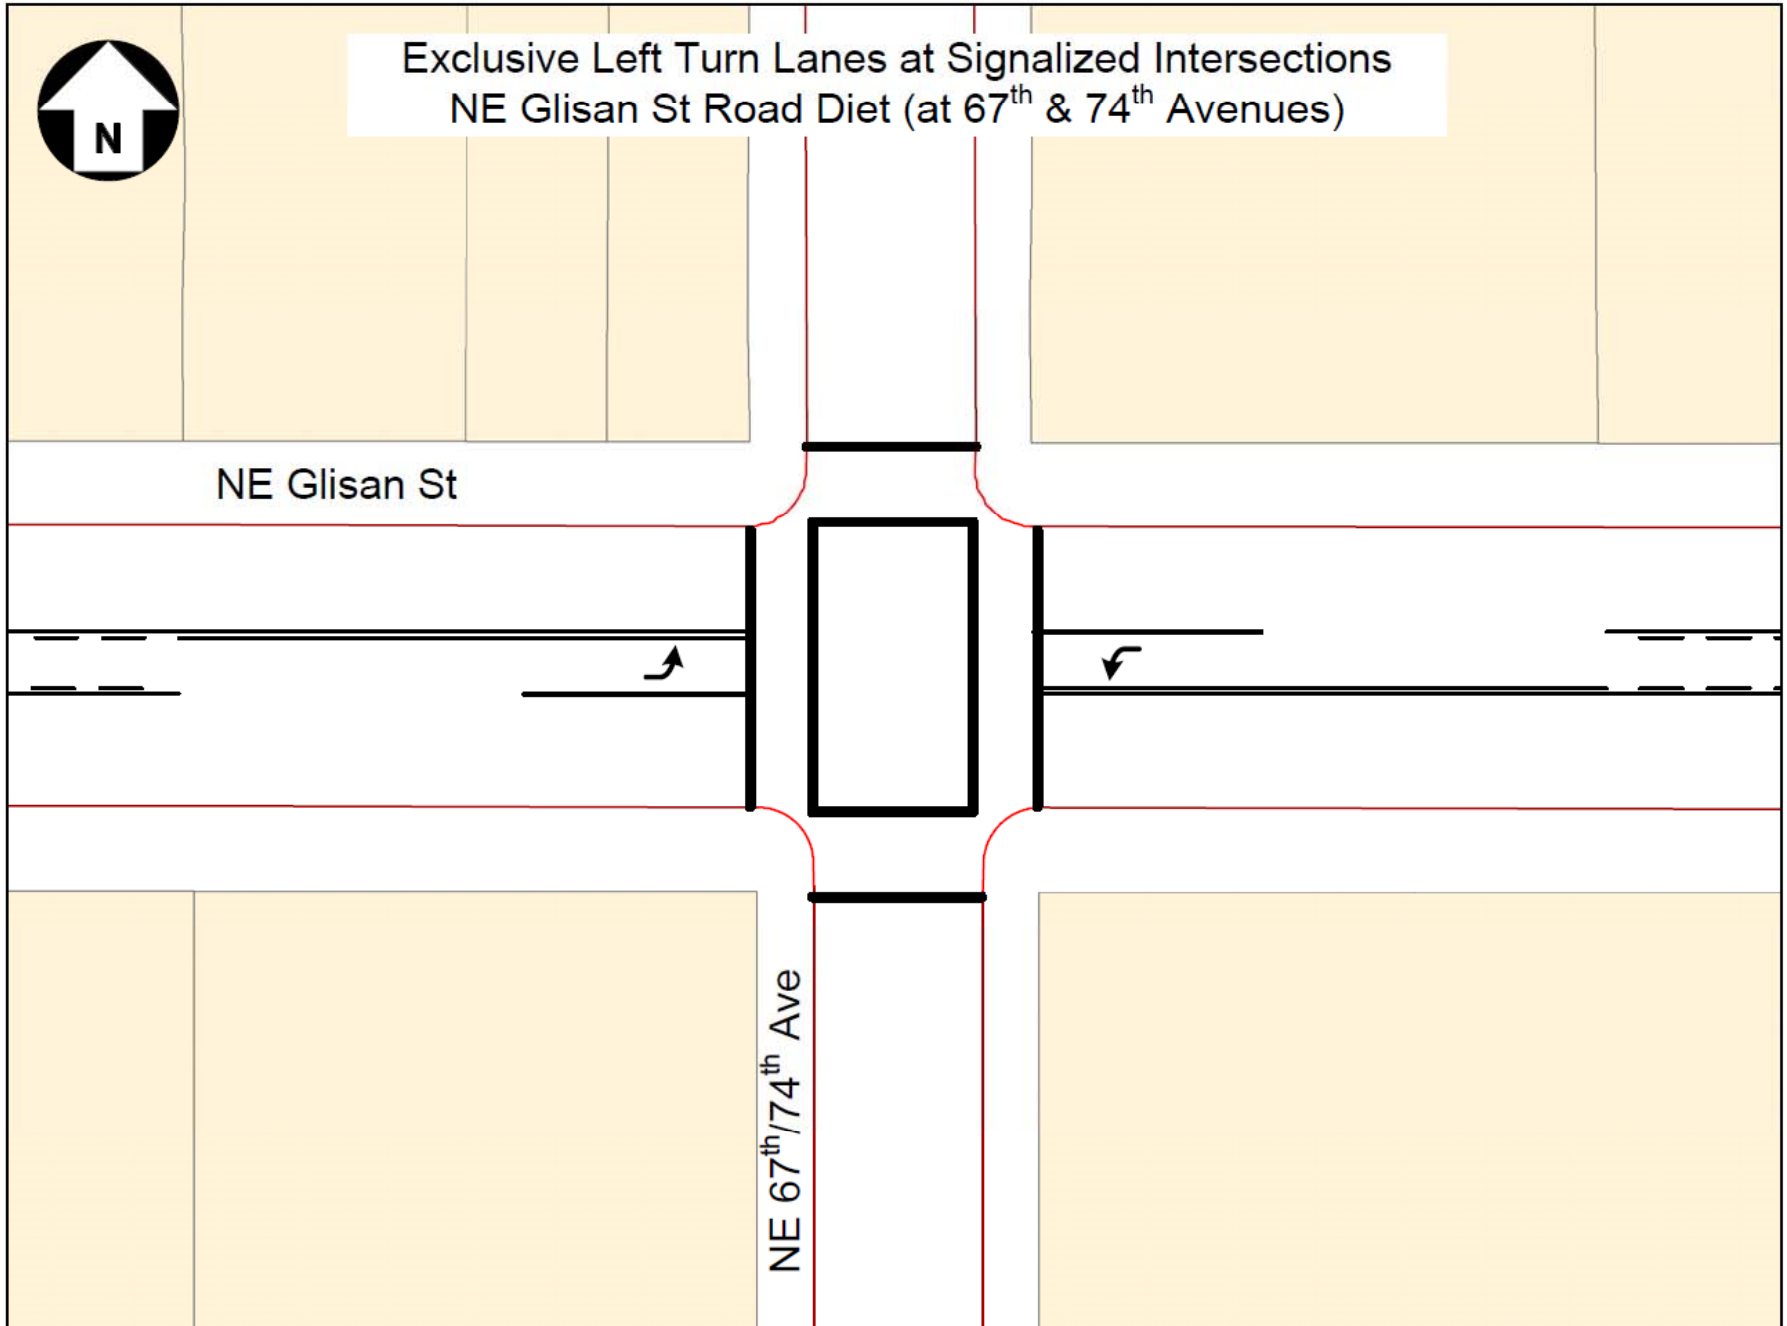 Exclusive Left Turn Lanes at Signalized Intersections
NE Glisan St Road Diet (at 67th & 74th Avenues)
N
NE Glisan St
NE 67th/74th Ave